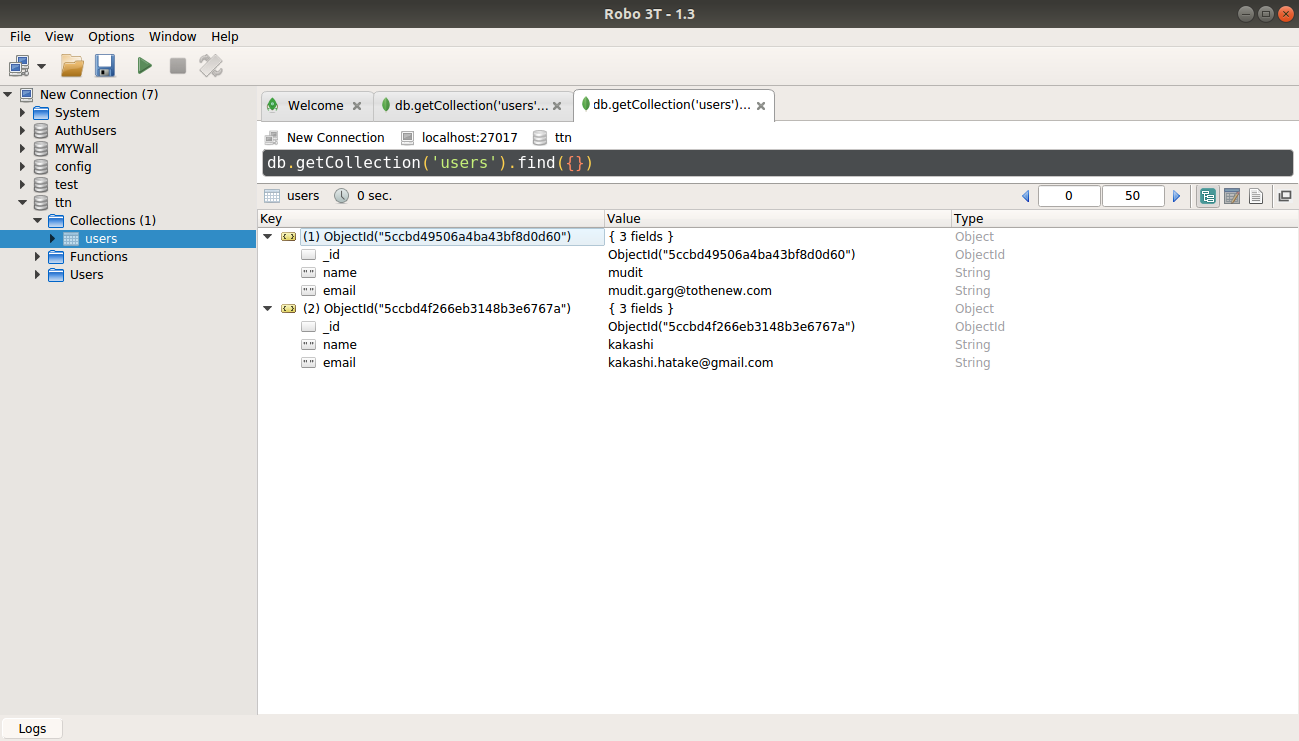 Robo 3T - 1.3
File View Options Window Help
New Connection (7)
System
AuthUsers
MYWall
config
test
ttn
Collections (1)
users
Functions
Users
Welcome db.getCollection('users'... db.getCollection('users')...
New Connection localhost:27017 ttn
db.getCollection('users').find({})
users 0 sec. 0 50
Key Value Type
(1) ObjectId("5ccbd49506a4ba43bf8d0d60") { 3 fields } Object
_id ObjectId("5ccbd49506a4ba43bf8d0d60") ObjectId
" " name mudit String
" " email mudit.garg@tothenew.com String
(2) ObjectId("5ccbd4f266eb3148b3e6767a") { 3 fields } Object
_id ObjectId("5ccbd4f266eb3148b3e6767a") ObjectId
" " name kakashi String
" " email kakashi.hatake@gmail.com String
Logs